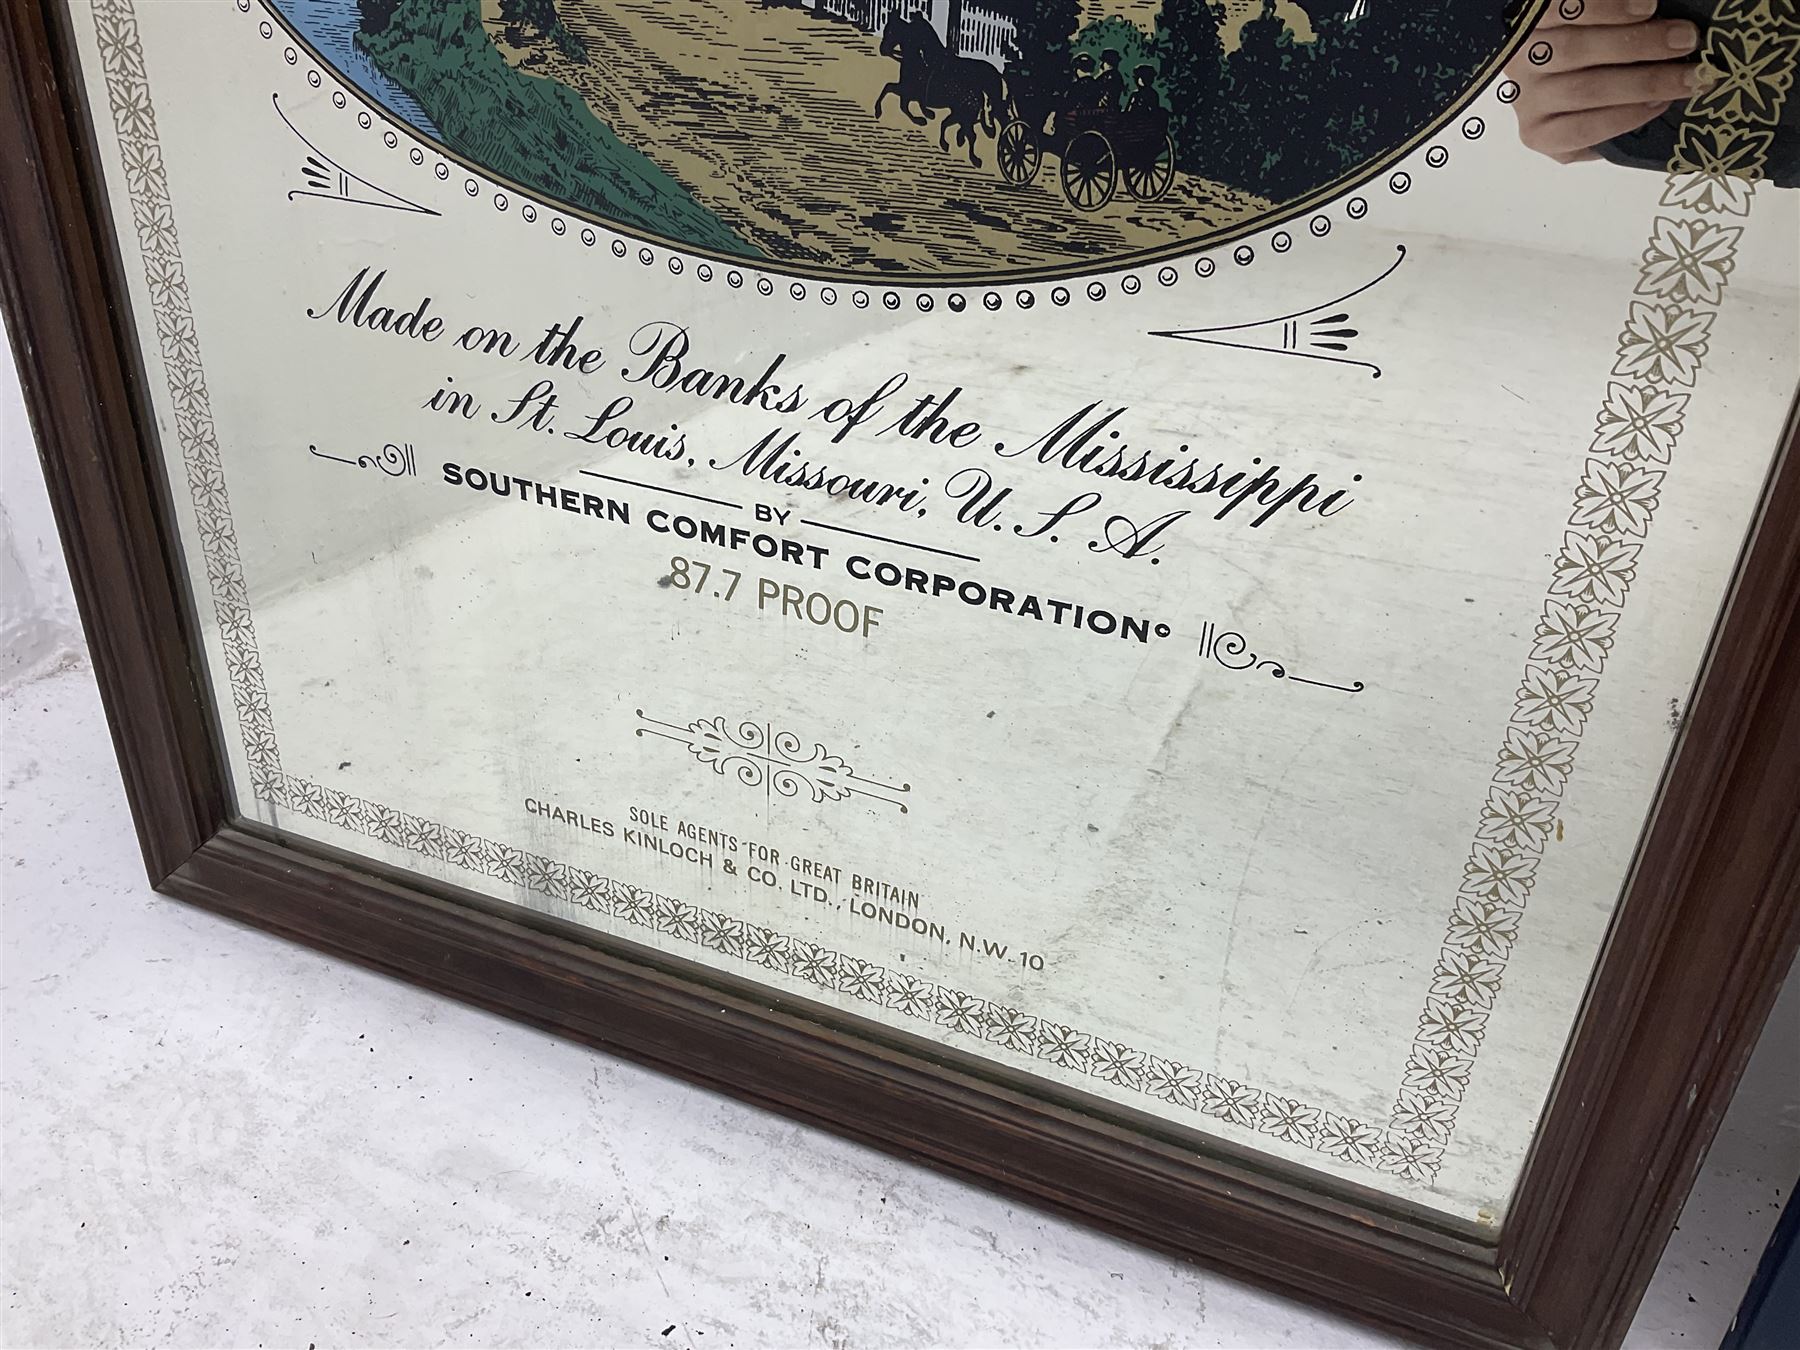 Made on the Banks of the Mississippi
in St. Louis, Missouri, U. S. A.
BY
SOUTHERN COMFORT CORPORATION©
87.7 PROOF
SOLE AGENTS FOR GREAT BRITAIN
CHARLES KINLOCH & CO. LTD., LONDON, N.W. 10